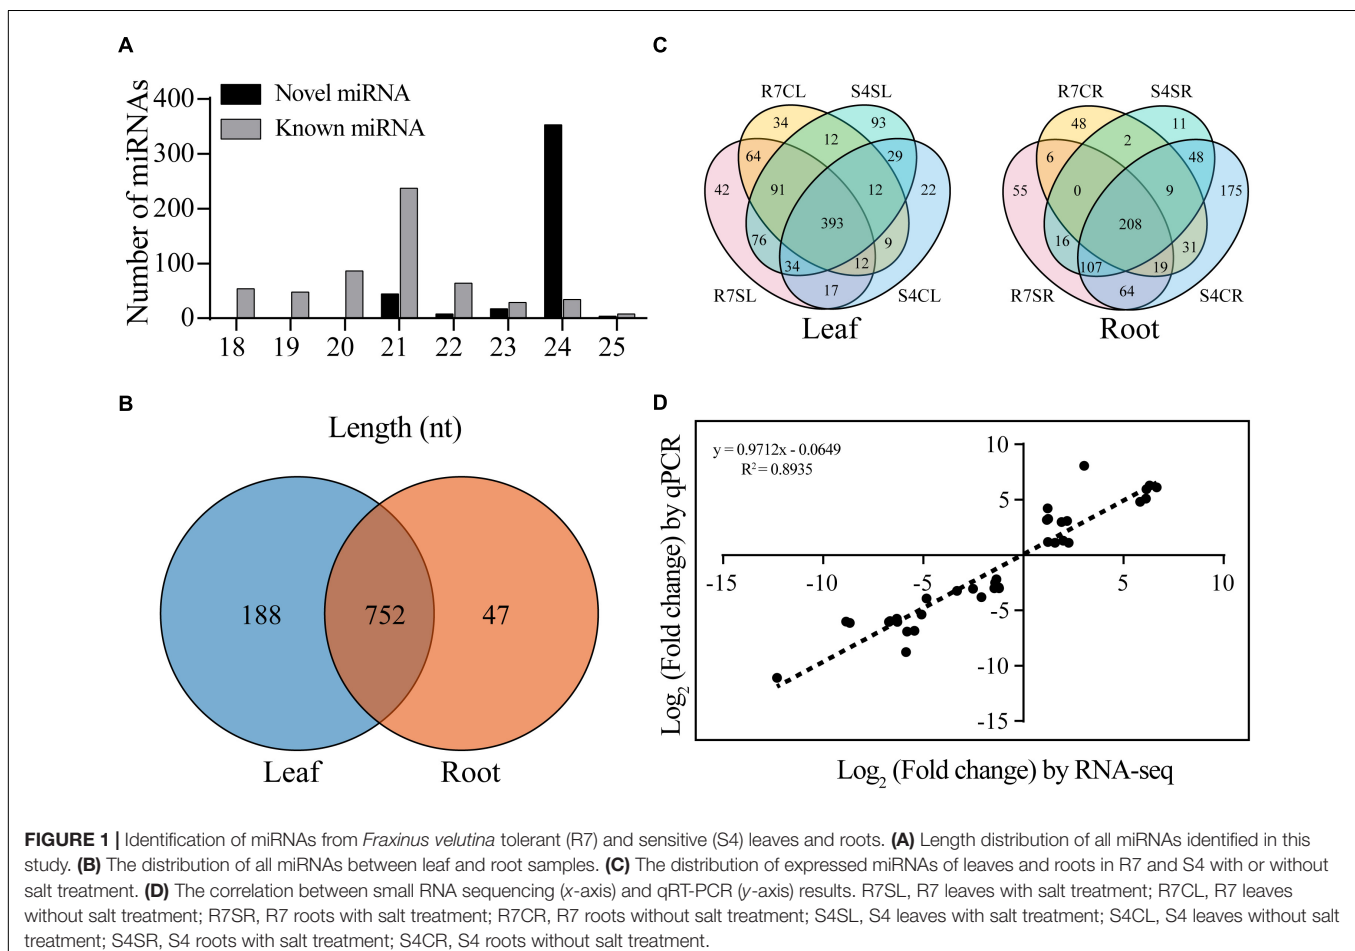 A
Number of miRNAs
Novel miRNA
Known miRNA
400
300
200
100
0
18 19 20 21 22 23 24 25
Length (nt)
B
188 752 47
Leaf Root
C
R7CL S4SL
34 93
12
64 29
42 91 12 22
393
76 9
34 12
17
R7SL S4CL
Leaf
R7CR S4SR
48 11
2
6 48
55 0 9 175
208
16 31
107 19
64
R7SR S4CR
Root
D
y = 0.9712x - 0.0649
R² = 0.8935
Log₂ (Fold change) by qPCR
10
5
-15 -10 -5 5 10
-5
-10
-15
Log₂ (Fold change) by RNA-seq
FIGURE 1 | Identification of miRNAs from Fraxinus velutina tolerant (R7) and sensitive (S4) leaves and roots. (A) Length distribution of all miRNAs identified in this
study. (B) The distribution of all miRNAs between leaf and root samples. (C) The distribution of expressed miRNAs of leaves and roots in R7 and S4 with or without
salt treatment. (D) The correlation between small RNA sequencing (x-axis) and qRT-PCR (y-axis) results. R7SL, R7 leaves with salt treatment; R7CL, R7 leaves
without salt treatment; R7SR, R7 roots with salt treatment; R7CR, R7 roots without salt treatment; S4SL, S4 leaves with salt treatment; S4CL, S4 leaves without salt
treatment; S4SR, S4 roots with salt treatment; S4CR, S4 roots without salt treatment.